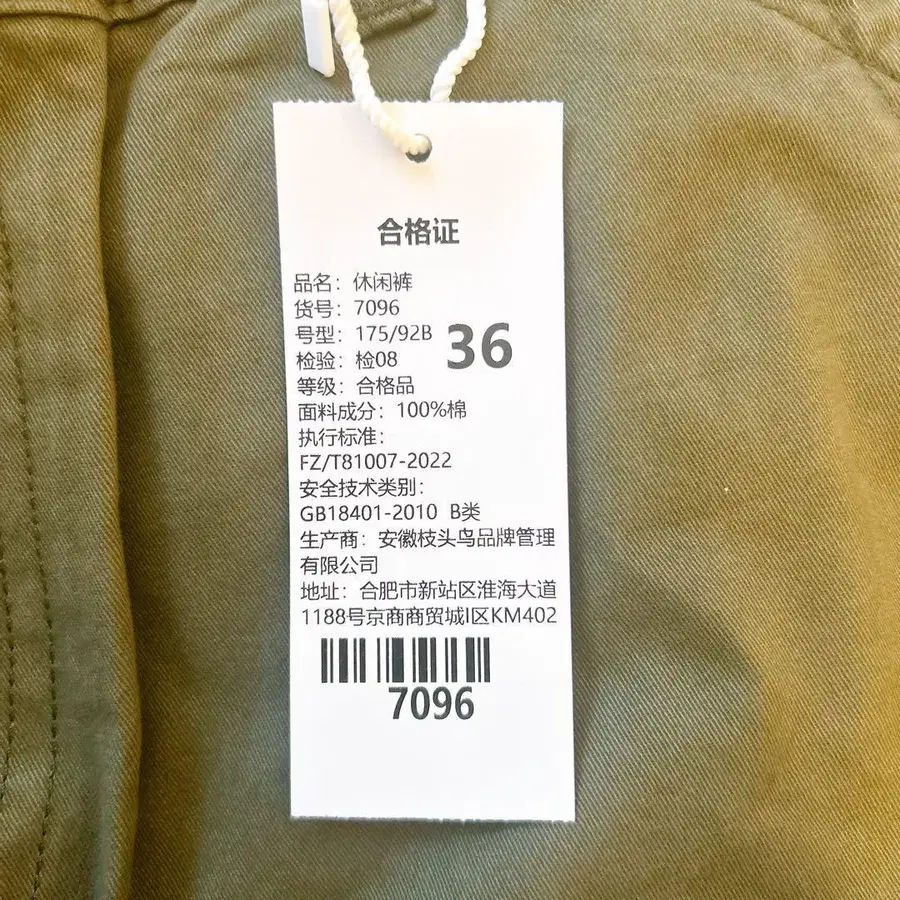 合格证
品名：休闲裤
货号：7096
号型：175/92B
36
检验：检08
等级：合格品
面料成分：100%棉
执行标准：
FZ/T81007-2022
安全技术类别：
GB18401-2010 B类
生产商：安徽枝头鸟品牌管理
有限公司
地址：合肥市新站区淮海大道
1188号京商商贸城I区KM402
7096